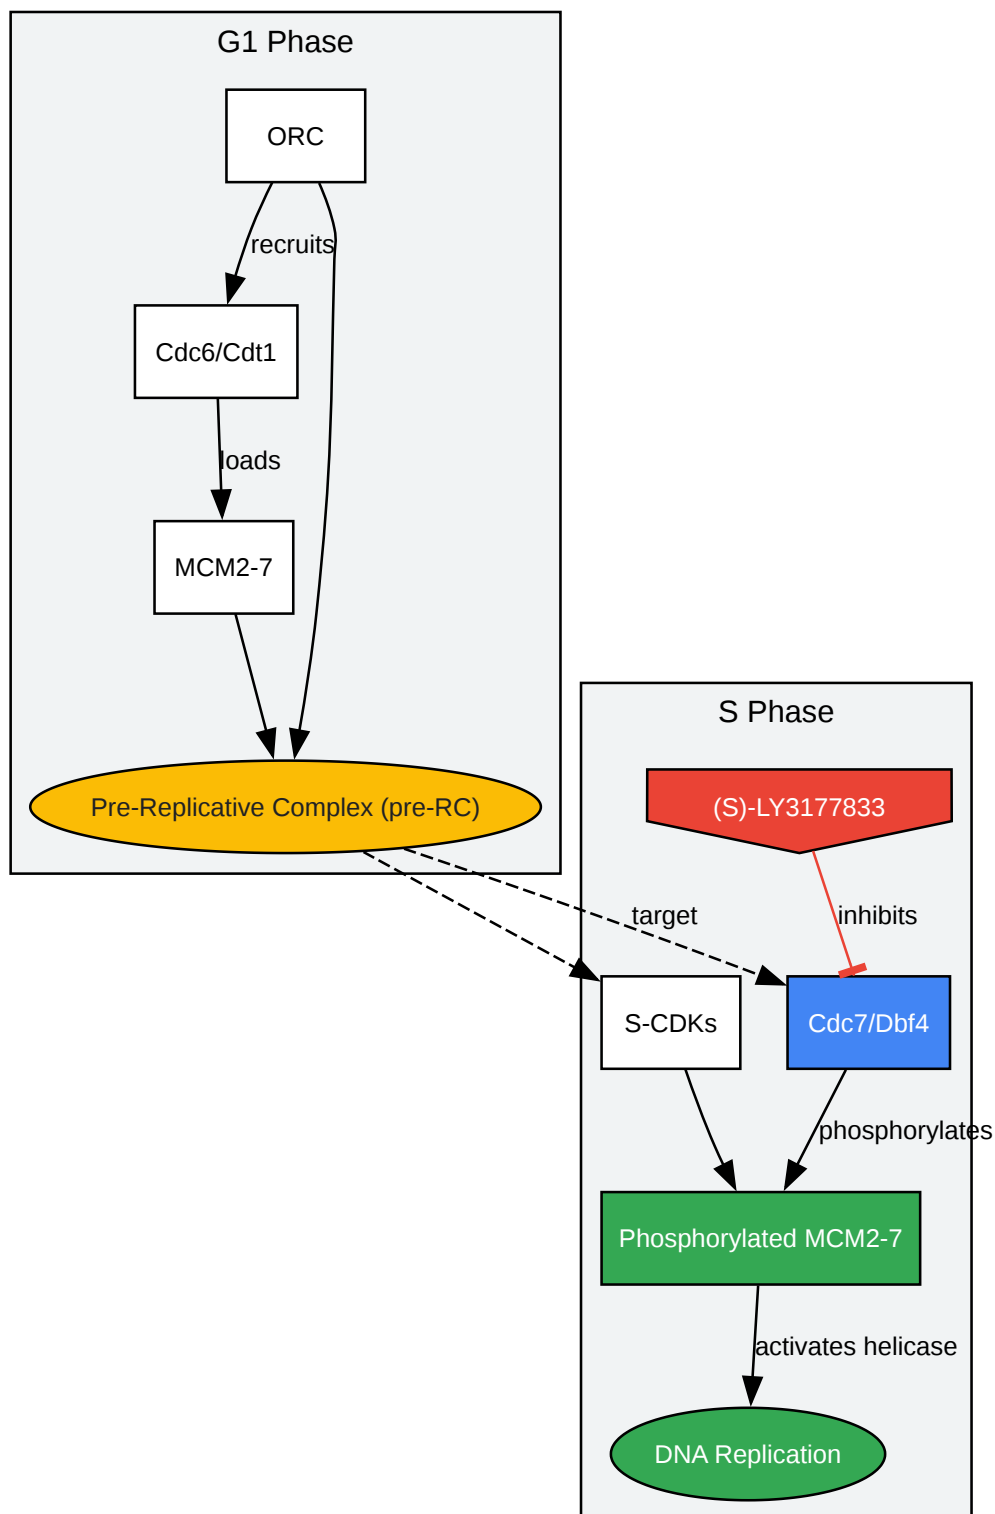 G1 Phase
ORC
recruits
Cdc6/Cdt1
loads
MCM2-7
Pre-Replicative Complex (pre-RC)
S Phase
(S)-LY3177833
target
inhibits
S-CDKs
Cdc7/Dbf4
phosphorylates
Phosphorylated MCM2-7
activates helicase
DNA Replication